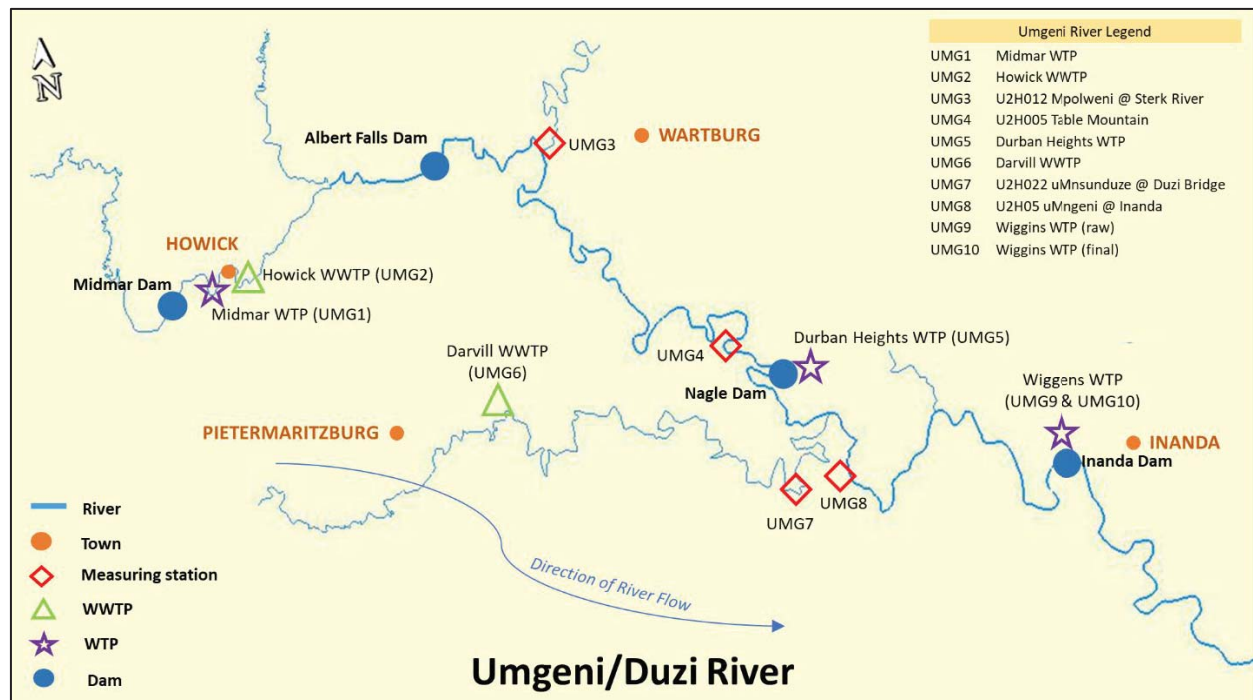 Umgeni River Legend
UMG1 Midmar WTP
UMG2 Howick WWTP
UMG3 U2H012 Mpolweni @ Sterk River
UMG4 U2H005 Table Mountain
UMG5 Durban Heights WTP
UMG6 Darvill WWTP
UMG7 U2H022 uMnsunduze @ Duzi Bridge
UMG8 U2H05 uMngeni @ Inanda
UMG9 Wiggins WTP (raw)
UMG10 Wiggins WTP (final)
N
Albert Falls Dam
UMG3
WARTBURG
HOWICK
Howick WWTP (UMG2)
Midmar Dam
Midmar WTP (UMG1)
UMG4
Durban Heights WTP (UMG5)
Darvill WWTP
(UMG6)
Nagle Dam
Wiggens WTP
(UMG9 & UMG10)
PIETERMARITZBURG
INANDA
Inanda Dam
UMG7
UMG8
Direction of River Flow
River
Town
Measuring station
WWTP
WTP
Dam
Umgeni/Duzi River